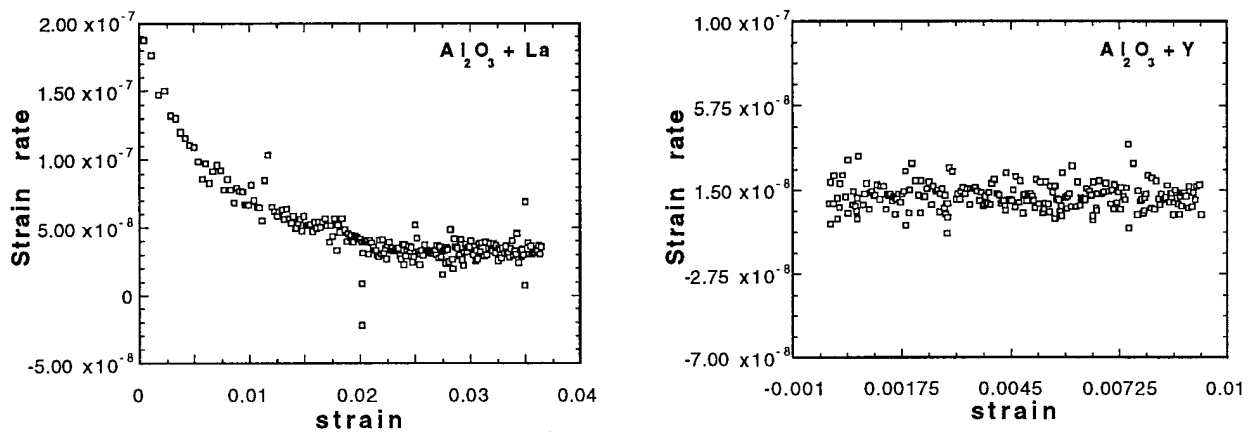 2.00 x10⁻⁷
1.50 x10⁻⁷
1.00 x10⁻⁷
5.00 x10⁻⁸
0
-5.00 x10⁻⁸
Strain rate
Al₂O₃ + La
0 0.01 0.02 0.03 0.04
strain
1.00 x10⁻⁷
5.75 x10⁻⁸
1.50 x10⁻⁸
-2.75 x10⁻⁸
-7.00 x10⁻⁸
Strain rate
Al₂O₃ + Y
-0.001 0.00175 0.0045 0.00725 0.01
strain